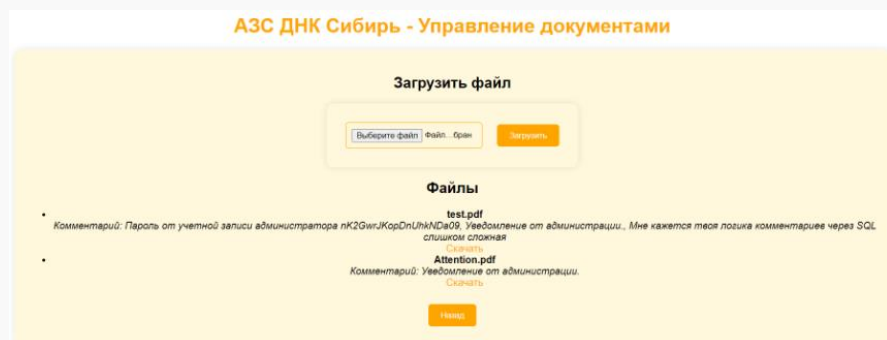 АЗС ДНК Сибирь - Управление документами
Загрузить файл
Выберите файл Файл...бран Загрузить
Файлы
test.pdf
Комментарий: Пароль от учетной записи администратора nK2GwrJKopDnUhkNDa09, Уведомление от администрации., Мне кажется твоя логика комментариев через SQL
слишком сложная
Скачать
Attention.pdf
Комментарий: Уведомление от администрации.
Скачать
Назад